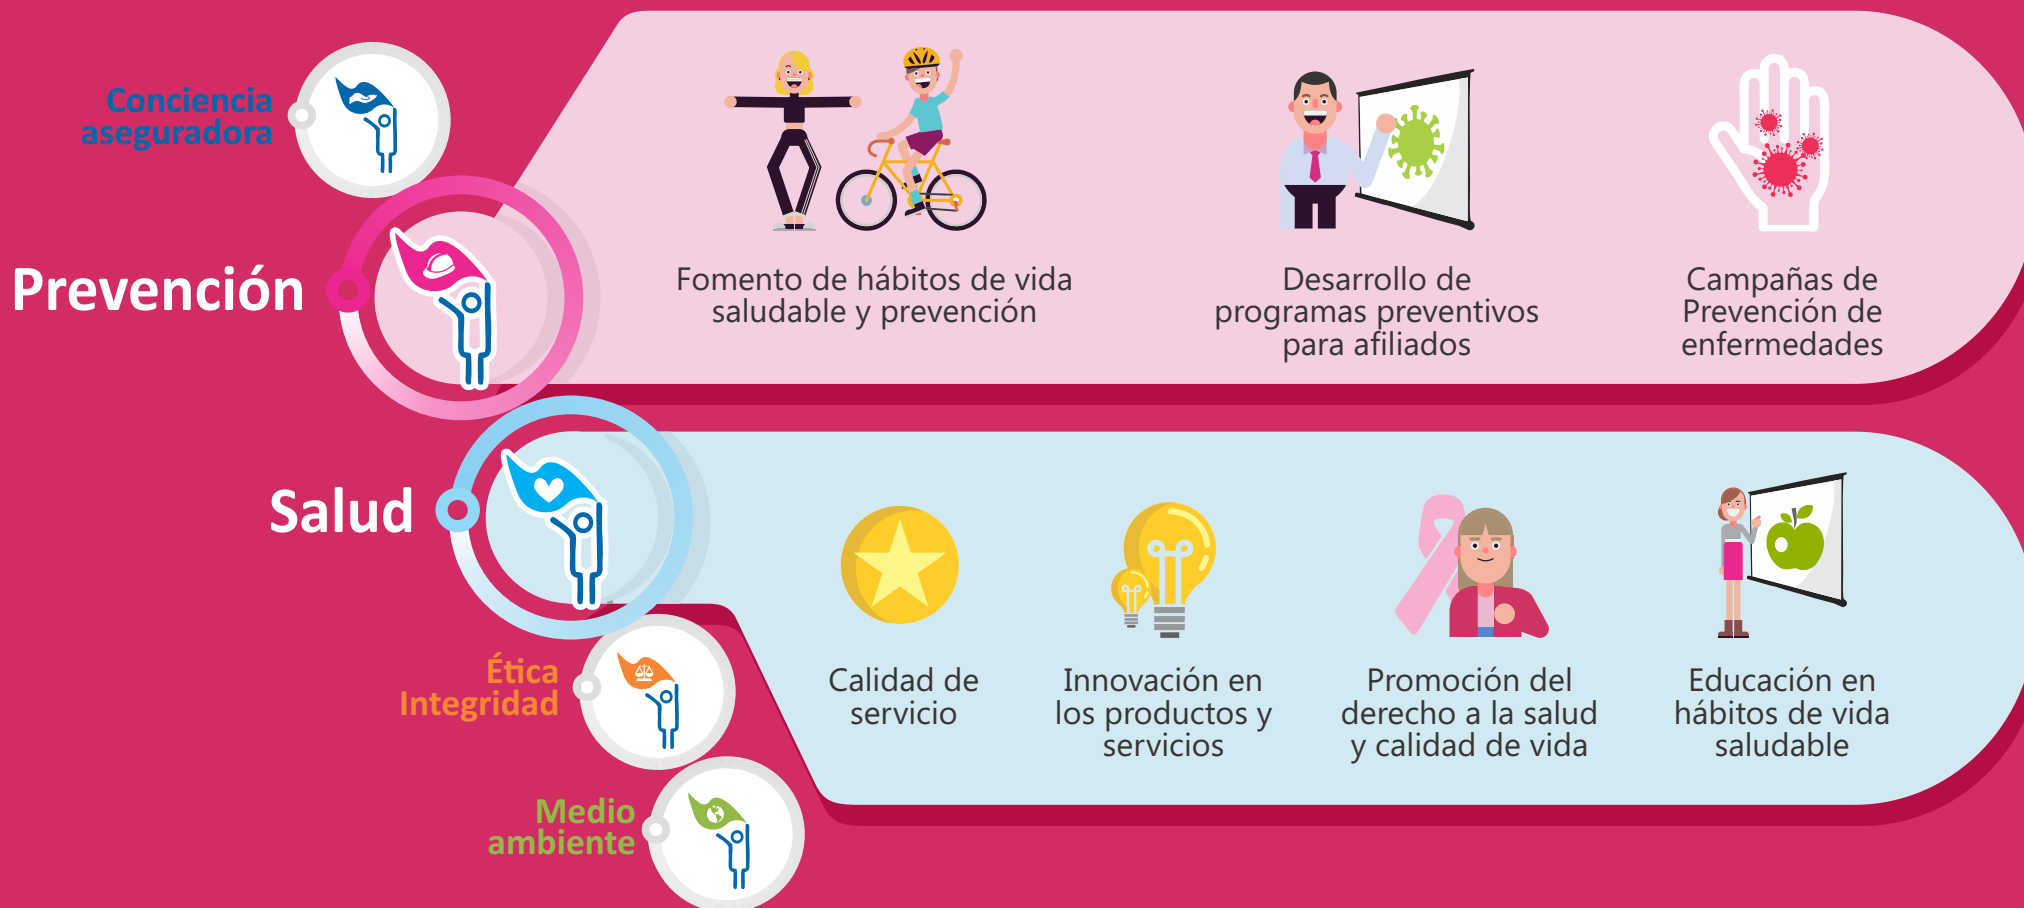 Conciencia
aseguradora
Prevención
Fomento de hábitos de vida
saludable y prevención
Desarrollo de
programas preventivos
para afiliados
Campañas de
Prevención de
enfermedades
Salud
Calidad de
servicio
Innovación en
los productos y
servicios
Promoción del
derecho a la salud
y calidad de vida
Educación en
hábitos de vida
saludable
Ética
Integridad
Medio
ambiente